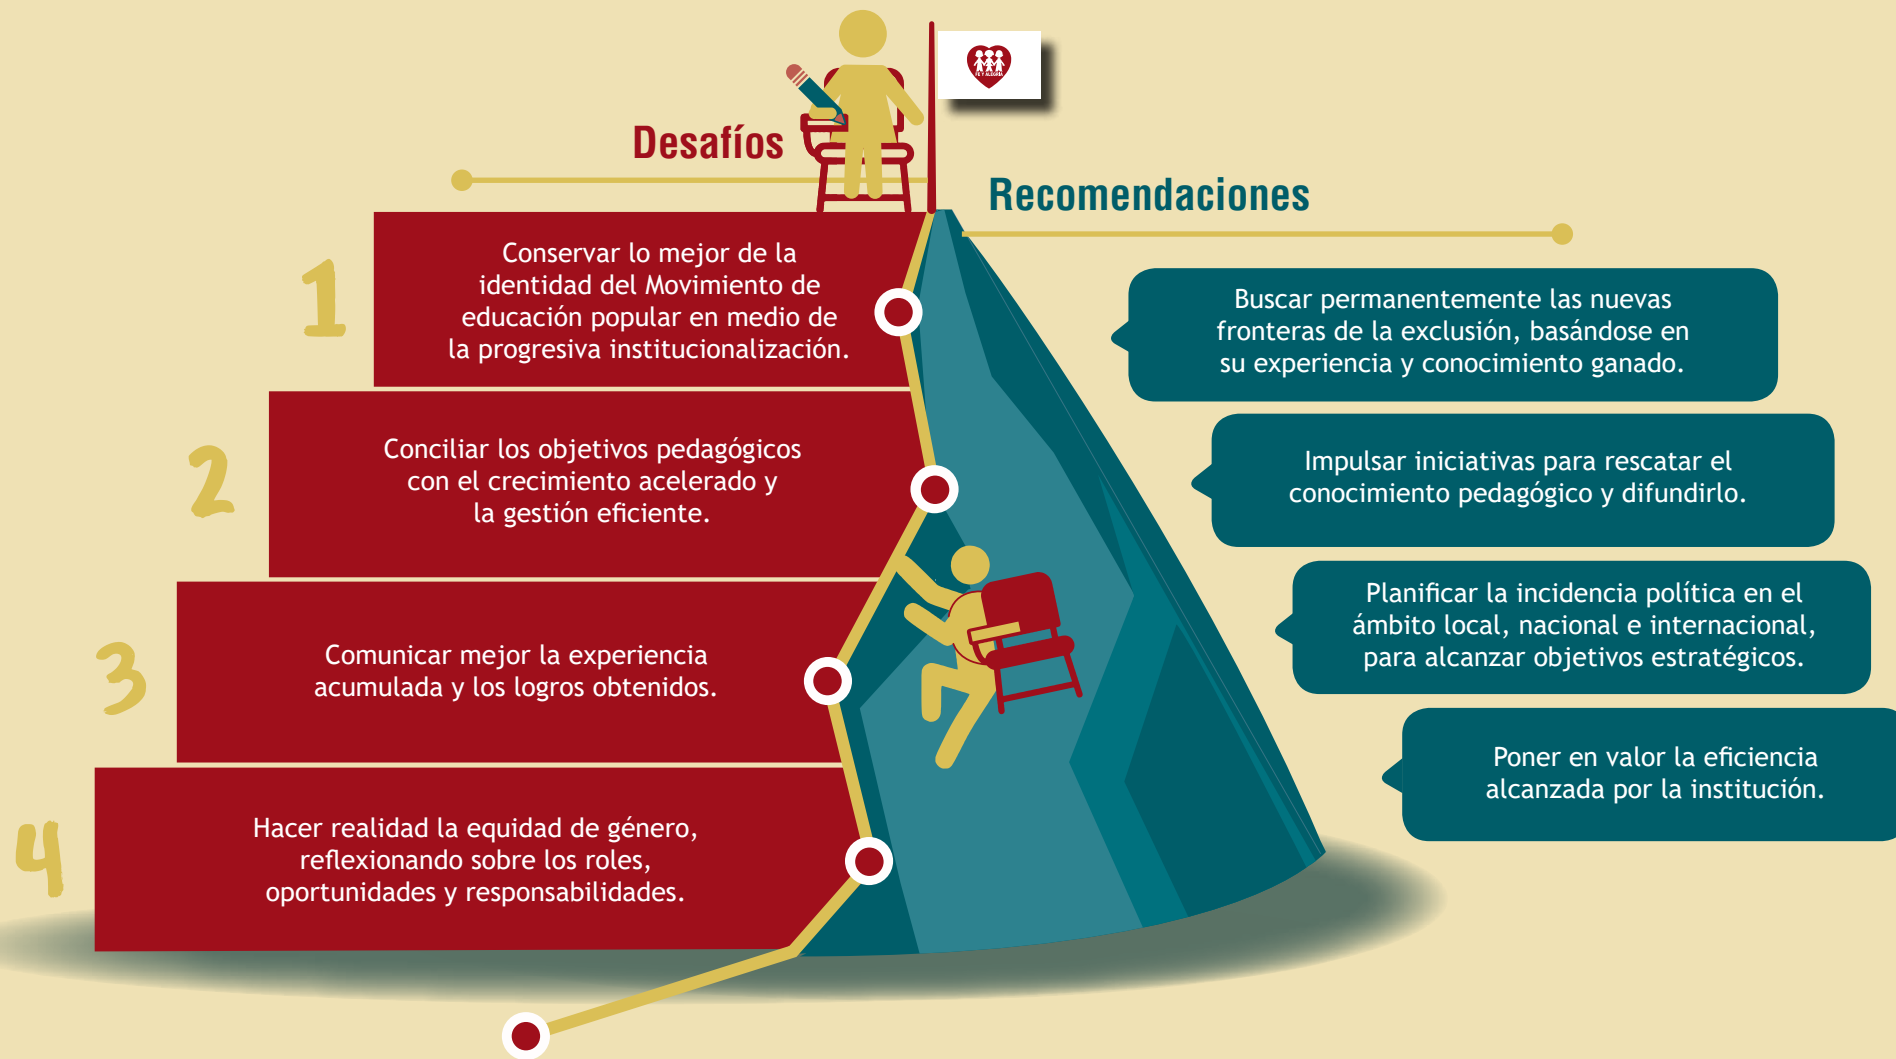 FE Y ALEGRÍA
Desafíos
1
Conservar lo mejor de la
identidad del Movimiento de
educación popular en medio de
la progresiva institucionalización.
2
Conciliar los objetivos pedagógicos
con el crecimiento acelerado y
la gestión eficiente.
3
Comunicar mejor la experiencia
acumulada y los logros obtenidos.
4
Hacer realidad la equidad de género,
reflexionando sobre los roles,
oportunidades y responsabilidades.
Recomendaciones
Buscar permanentemente las nuevas
fronteras de la exclusión, basándose en
su experiencia y conocimiento ganado.
Impulsar iniciativas para rescatar el
conocimiento pedagógico y difundirlo.
Planificar la incidencia política en el
ámbito local, nacional e internacional,
para alcanzar objetivos estratégicos.
Poner en valor la eficiencia
alcanzada por la institución.